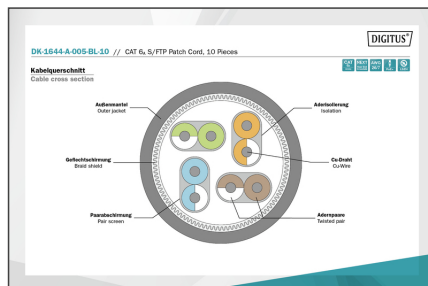 DIGITUS®
DK-1644-A-005-BL-10 // CAT 6A S/FTP Patch Cord, 10 Pieces
Kabelquerschnitt
Cable cross section
Außenmantel
Outer jacket
Aderisolierung
Isolation
Geflechtschirmung
Braid shield
Cu-Draht
Cu-Wire
Paarabschirmung
Pair screen
Adernpaare
Twisted pair